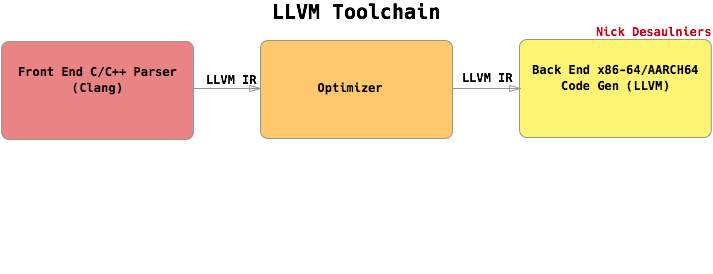 LLVM Toolchain
Nick Desaulniers
Front End C/C++ Parser
(Clang)
LLVM IR
Optimizer
LLVM IR
Back End x86-64/AARCH64
Code Gen (LLVM)